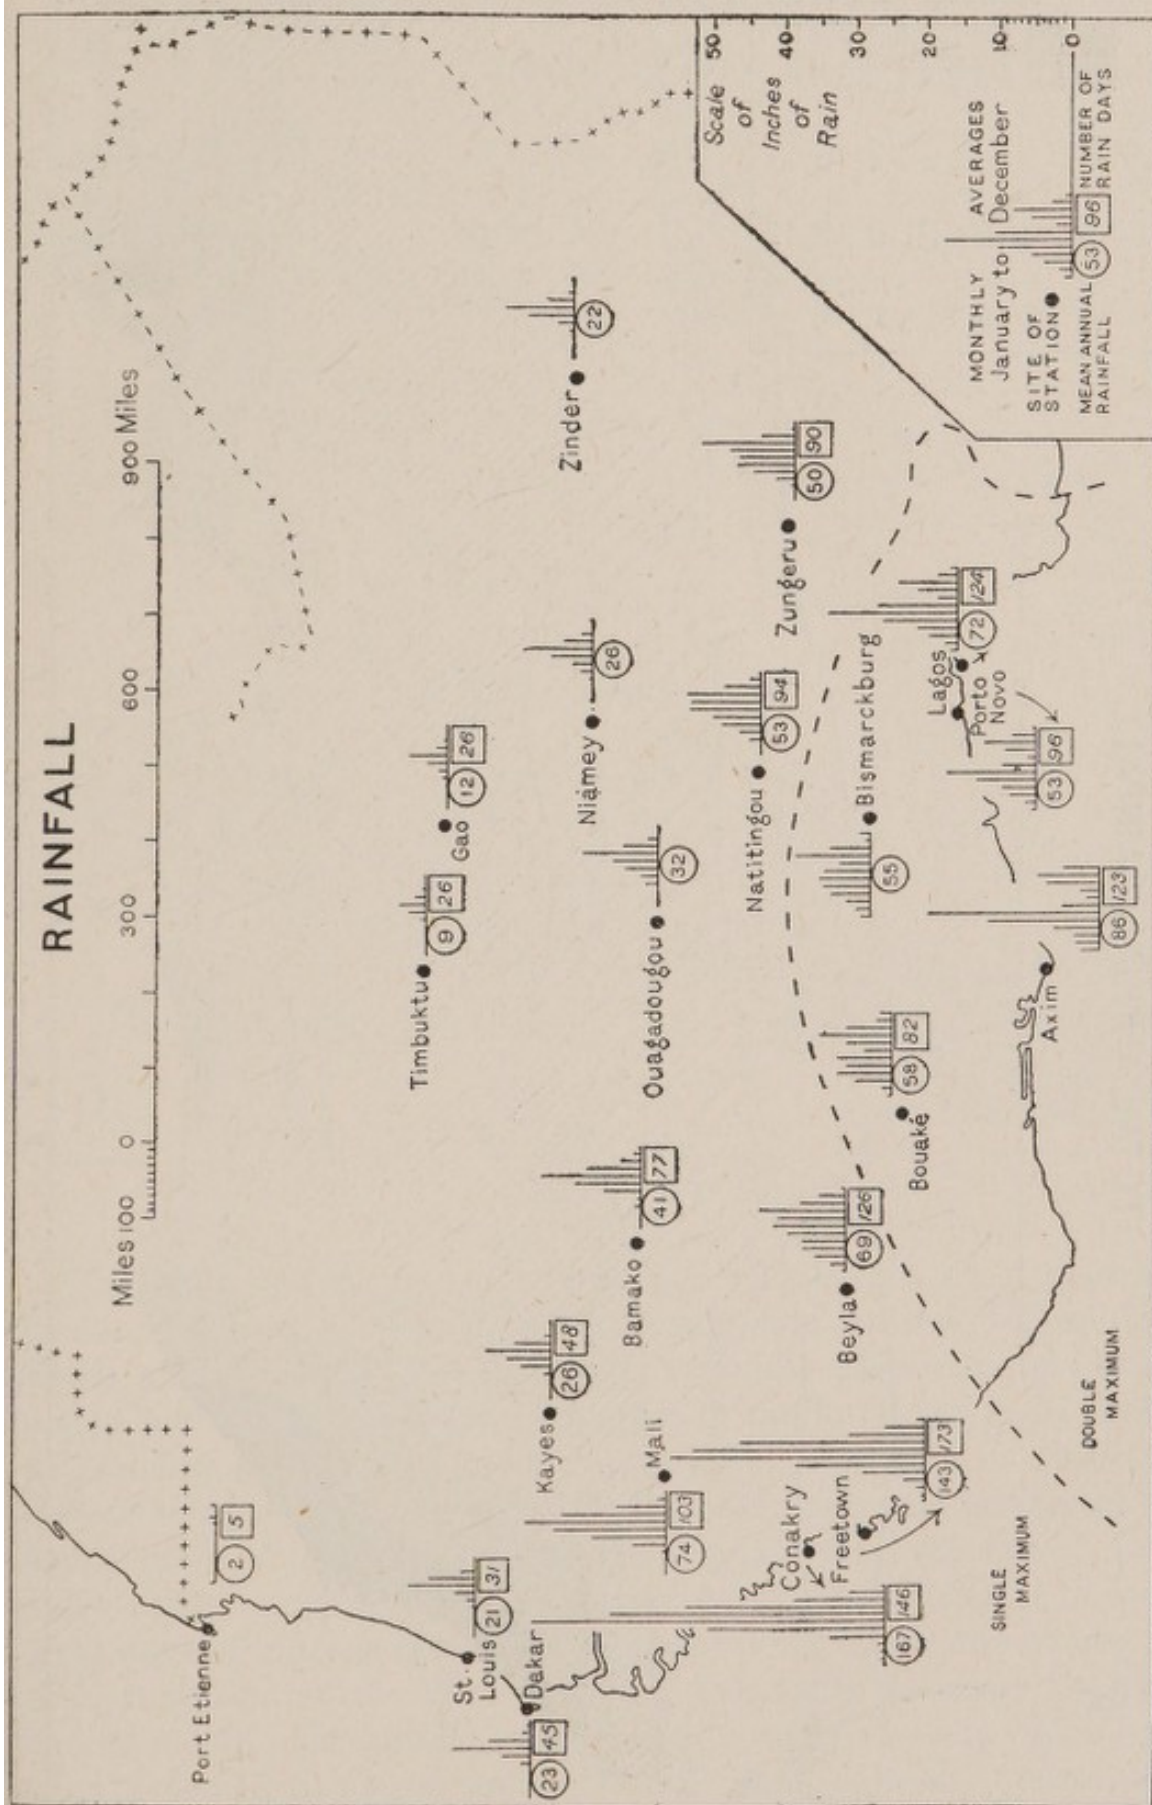 RAINFALL
Miles 100 0 300 600 900 Miles
Port Etienne
2 5
St.
Louis
21 31
Dakar
23 45
Timbuktu
9 26
Gao
12 26
Kayes
26 48
Bamako
41 77
Mali
74 103
Ouagadougou
32
Niamey
26
Zinder
22
Conakry
167 146
Freetown
143 173
Beyla
69 126
Bouaké
58 82
Natitingou
53 94
Bismarckburg
55
Zungeru
50 90
Lagos
72 124
Porto
Novo
53 96
Axim
86 123
SINGLE
MAXIMUM
DOUBLE
MAXIMUM
Scale
of
Inches
of
Rain
50
40
30
20
10
0
MONTHLY AVERAGES
January to December
SITE OF
STATION
MEAN ANNUAL
RAINFALL
53 96
NUMBER OF
RAIN DAYS